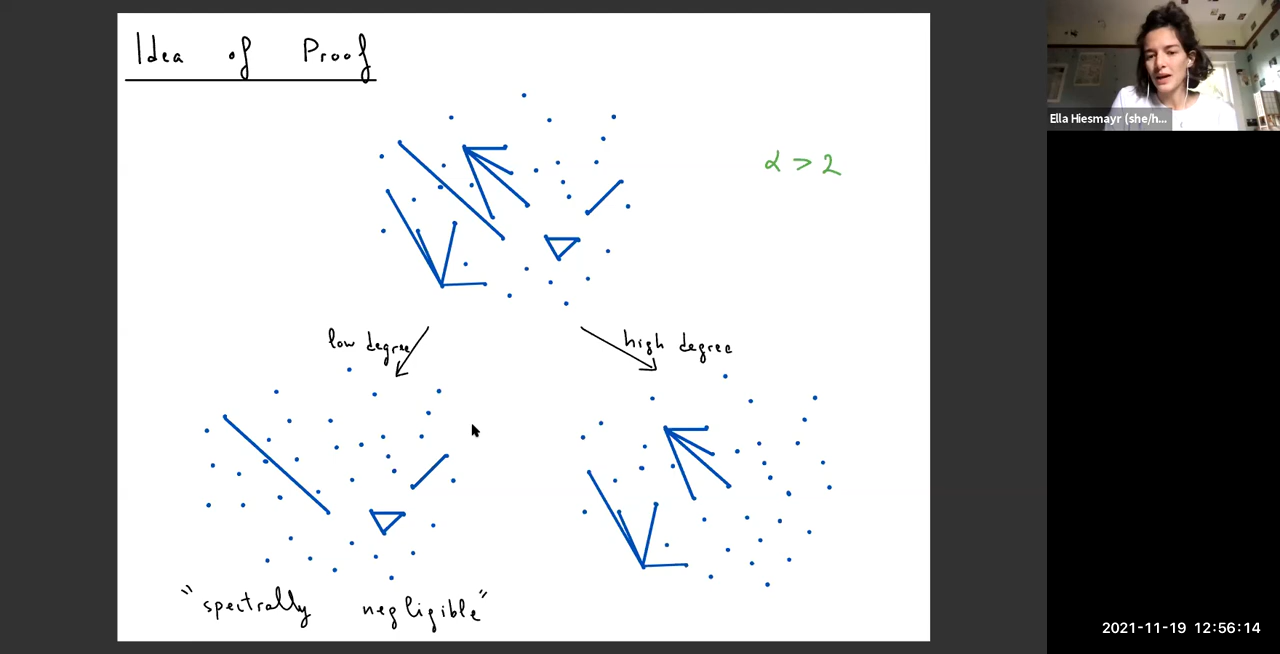 Idea of Proof
α > 2
low degree
high degree
"spectrally negligible"
Ella Hiesmayr (she/h...
2021-11-19 12:56:14